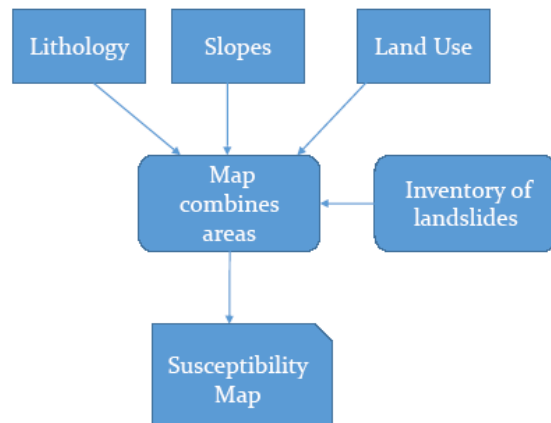 Lithology
Slopes
Land Use
Map
combines
areas
Inventory of
landslides
Susceptibility
Map